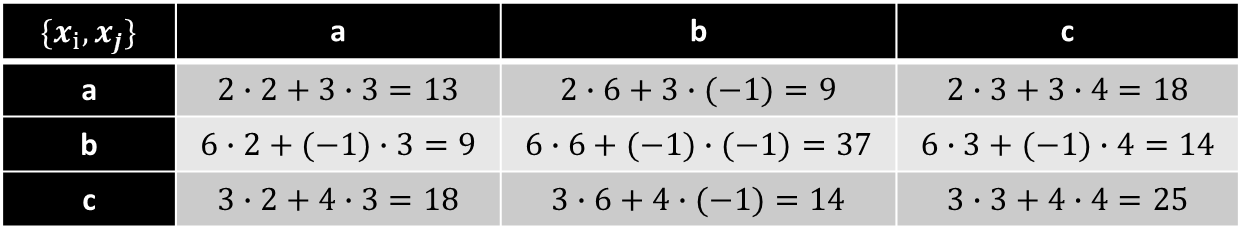 {xᵢ, xⱼ} a b c
a 2 · 2 + 3 · 3 = 13 2 · 6 + 3 · (−1) = 9 2 · 3 + 3 · 4 = 18
b 6 · 2 + (−1) · 3 = 9 6 · 6 + (−1) · (−1) = 37 6 · 3 + (−1) · 4 = 14
c 3 · 2 + 4 · 3 = 18 3 · 6 + 4 · (−1) = 14 3 · 3 + 4 · 4 = 25